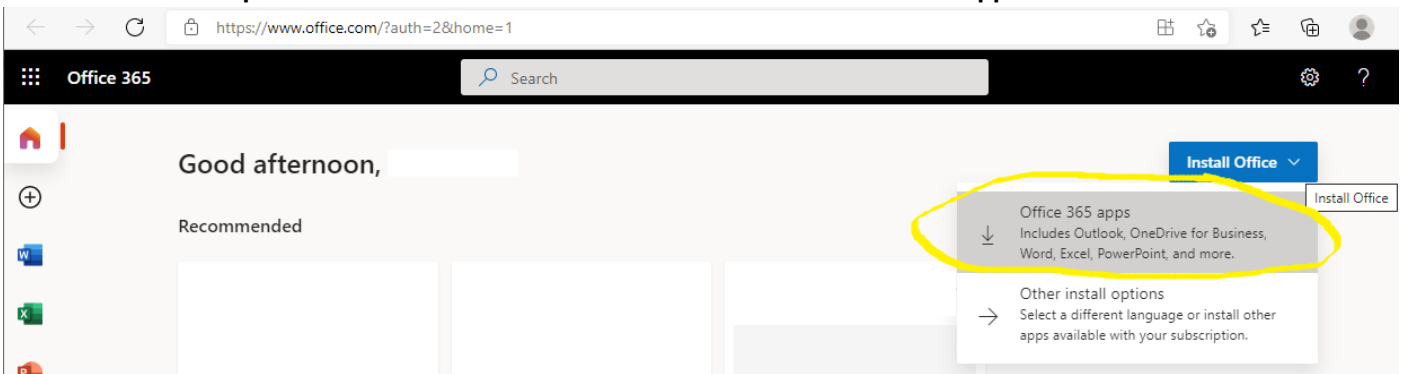 https://www.office.com/?auth=2&home=1
Office 365
Search
?
Good afternoon,
Install Office
Install Office
Recommended
Office 365 apps
Includes Outlook, OneDrive for Business,
Word, Excel, PowerPoint, and more.
Other install options
Select a different language or install other
apps available with your subscription.
W
X
P